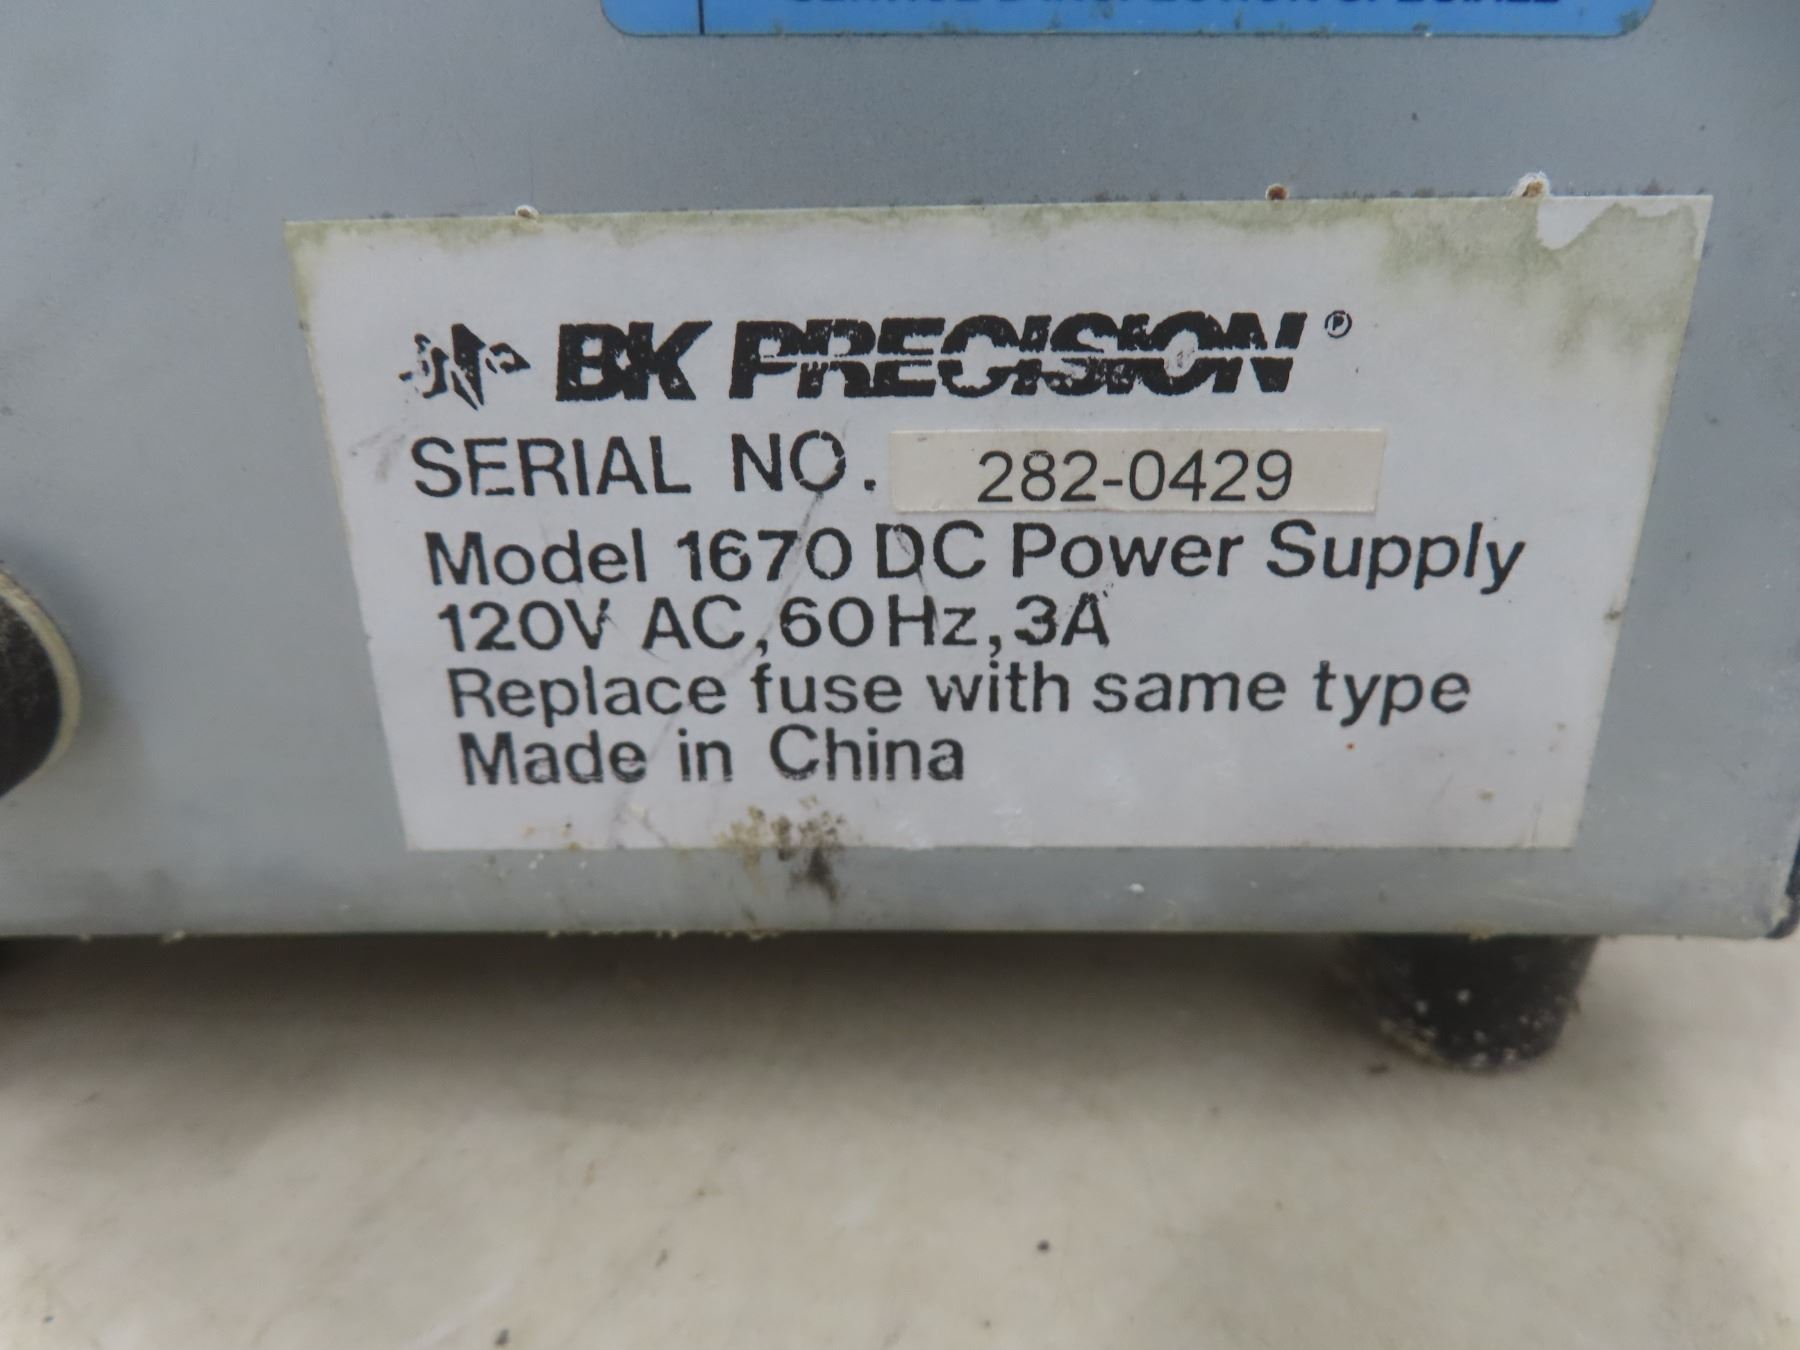 BK PRECISION®
SERIAL NO. 282-0429
Model 1670 DC Power Supply
120V AC, 60Hz, 3A
Replace fuse with same type
Made in China